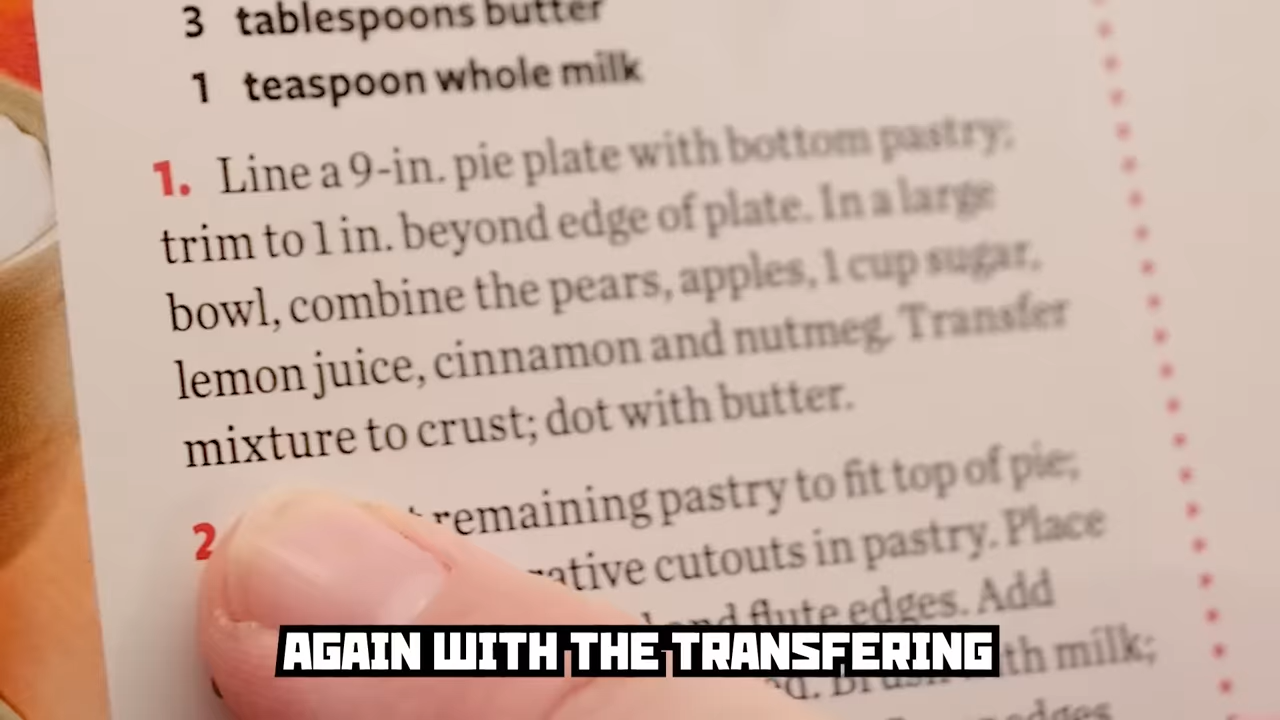 3 tablespoons butter
1 teaspoon whole milk
1. Line a 9-in. pie plate with bottom pastry;
trim to 1 in. beyond edge of plate. In a large
bowl, combine the pears, apples, 1 cup sugar,
lemon juice, cinnamon and nutmeg. Transfer
mixture to crust; dot with butter.
2 remaining pastry to fit top of pie;
cutouts in pastry. Place
flute edges. Add
milk;
edges
AGAIN WITH THE TRANSFERING